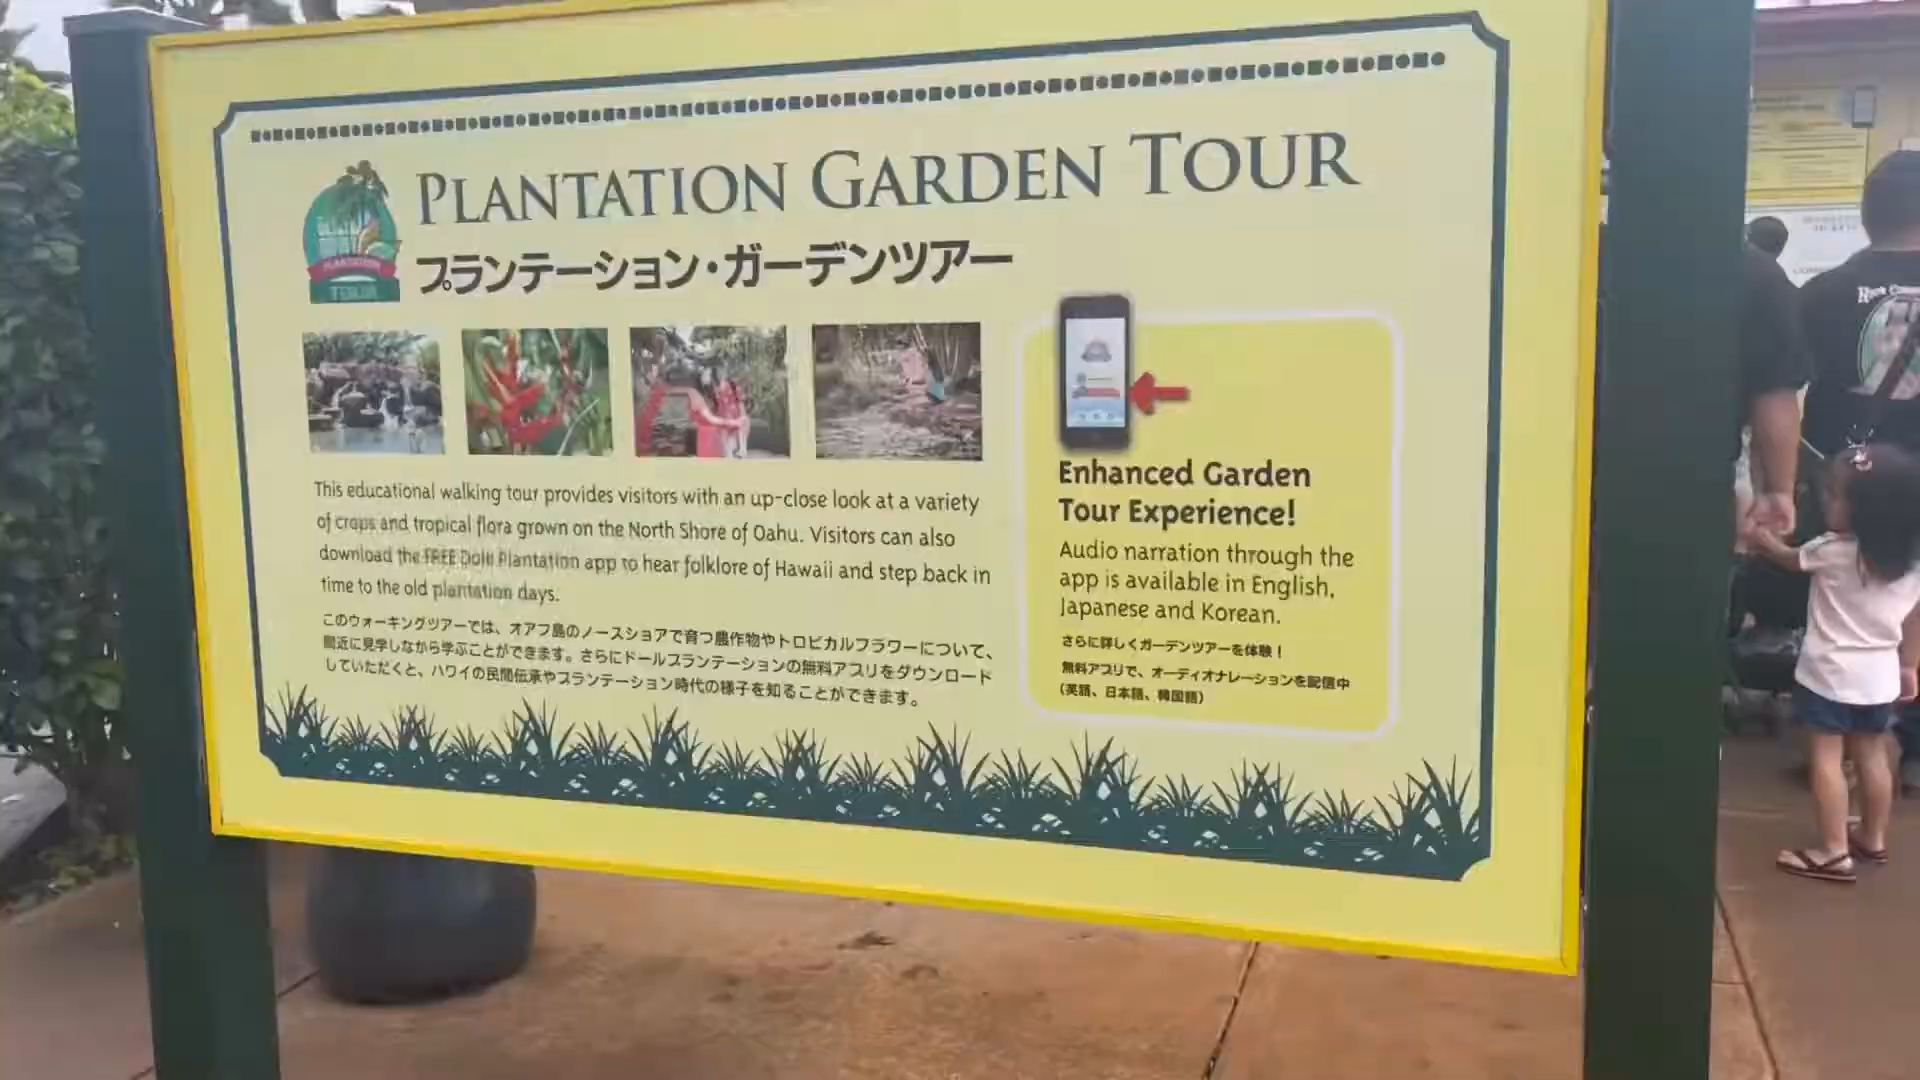 PLANTATION GARDEN TOUR
プランテーション・ガーデンツアー
PLANTATION
This educational walking tour provides visitors with an up-close look at a variety
of crops and tropical flora grown on the North Shore of Oahu. Visitors can also
download the FREE Dole Plantation app to hear folklore of Hawaii and step back in
time to the old plantation days.
このウォーキングツアーでは、オアフ島のノースショアで育つ農作物やトロピカルフラワーについて、
間近に見学しながら学ぶことができます。さらにドールプランテーションの無料アプリをダウンロード
していただくと、ハワイの民間伝承やプランテーション時代の様子を知ることができます。
Enhanced Garden
Tour Experience!
Audio narration through the
app is available in English,
Japanese and Korean.
さらに詳しくガーデンツアーを体験！
無料アプリで、オーディオナレーションを配信中
（英語、日本語、韓国語）